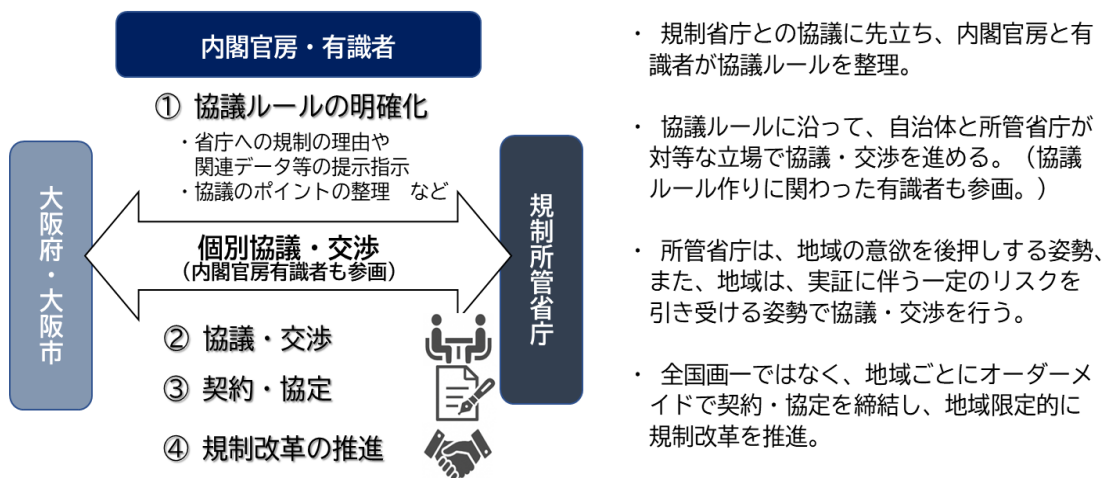 内閣官房・有識者
① 協議ルールの明確化
・省庁への規制の理由や
関連データ等の提示指示
・協議のポイントの整理　など
大阪府・大阪市
個別協議・交渉
（内閣官房有識者も参画）
規制所管省庁
② 協議・交渉
③ 契約・協定
④ 規制改革の推進
・ 規制省庁との協議に先立ち、内閣官房と有
識者が協議ルールを整理。
・ 協議ルールに沿って、自治体と所管省庁が
対等な立場で協議・交渉を進める。（協議
ルール作りに関わった有識者も参画。）
・ 所管省庁は、地域の意欲を後押しする姿勢、
また、地域は、実証に伴う一定のリスクを
引き受ける姿勢で協議・交渉を行う。
・ 全国画一ではなく、地域ごとにオーダーメ
イドで契約・協定を締結し、地域限定的に
規制改革を推進。